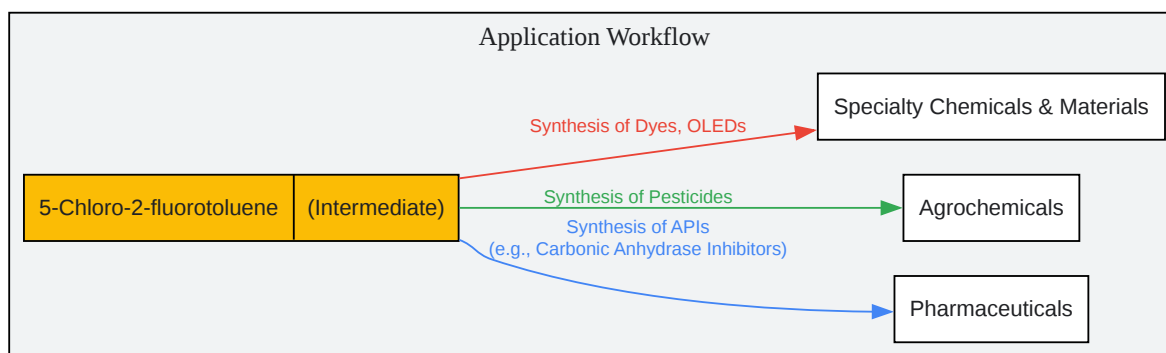 Application Workflow
Specialty Chemicals & Materials
Synthesis of Dyes, OLEDs
5-Chloro-2-fluorotoluene (Intermediate)
Synthesis of Pesticides
Agrochemicals
Synthesis of APIs
(e.g., Carbonic Anhydrase Inhibitors)
Pharmaceuticals